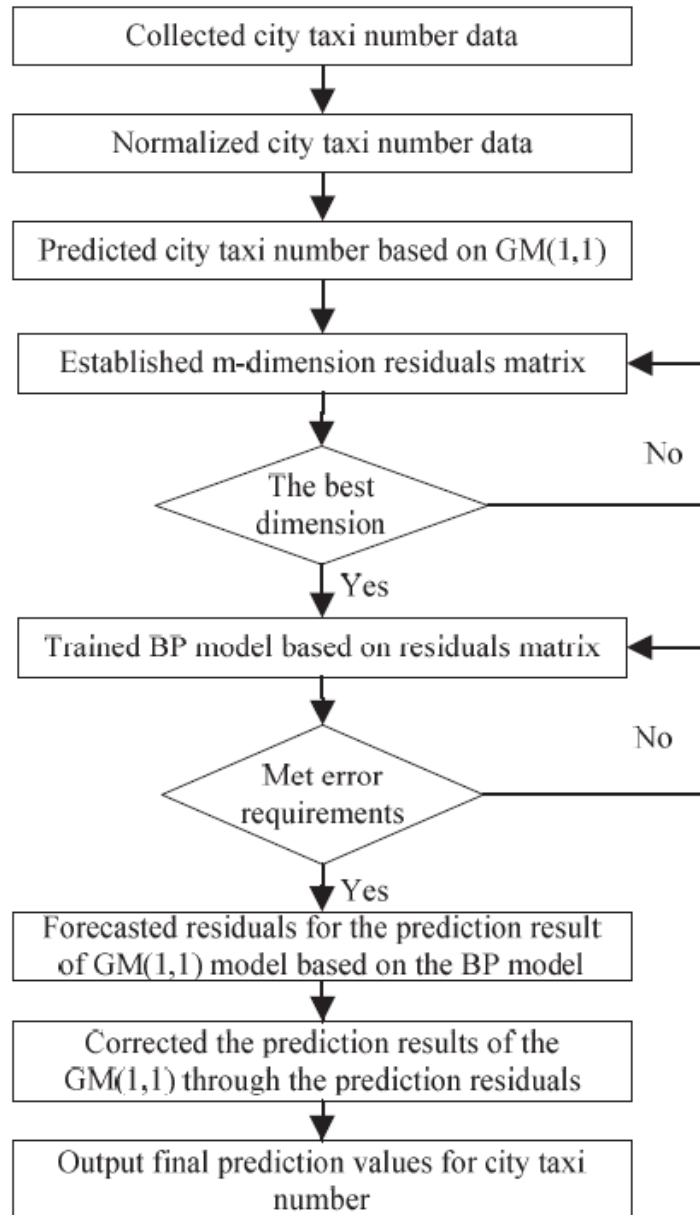 Collected city taxi number data
Normalized city taxi number data
Predicted city taxi number based on GM(1,1)
Established m-dimension residuals matrix
No
The best
dimension
Yes
Trained BP model based on residuals matrix
No
Met error
requirements
Yes
Forecasted residuals for the prediction result
of GM(1,1) model based on the BP model
Corrected the prediction results of the
GM(1,1) through the prediction residuals
Output final prediction values for city taxi
number